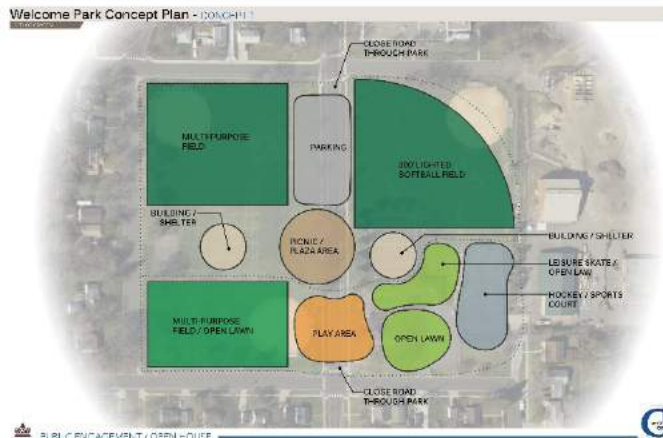 Welcome Park Concept Plan - CONCEPT 1
CLOSE ROAD
THROUGH PARK
MULTI-PURPOSE
FIELD
PARKING
300' LIGHTED
SOFTBALL FIELD
BUILDING /
SHELTER
PICNIC /
PLAZA AREA
BUILDING / SHELTER
LEISURE SKATE /
OPEN LAWN
HOCKEY / SPORTS
COURT
MULTI-PURPOSE
FIELD / OPEN LAWN
PLAY AREA
OPEN LAWN
CLOSE ROAD
THROUGH PARK
PUBLIC ENGAGEMENT / OPEN HOUSE